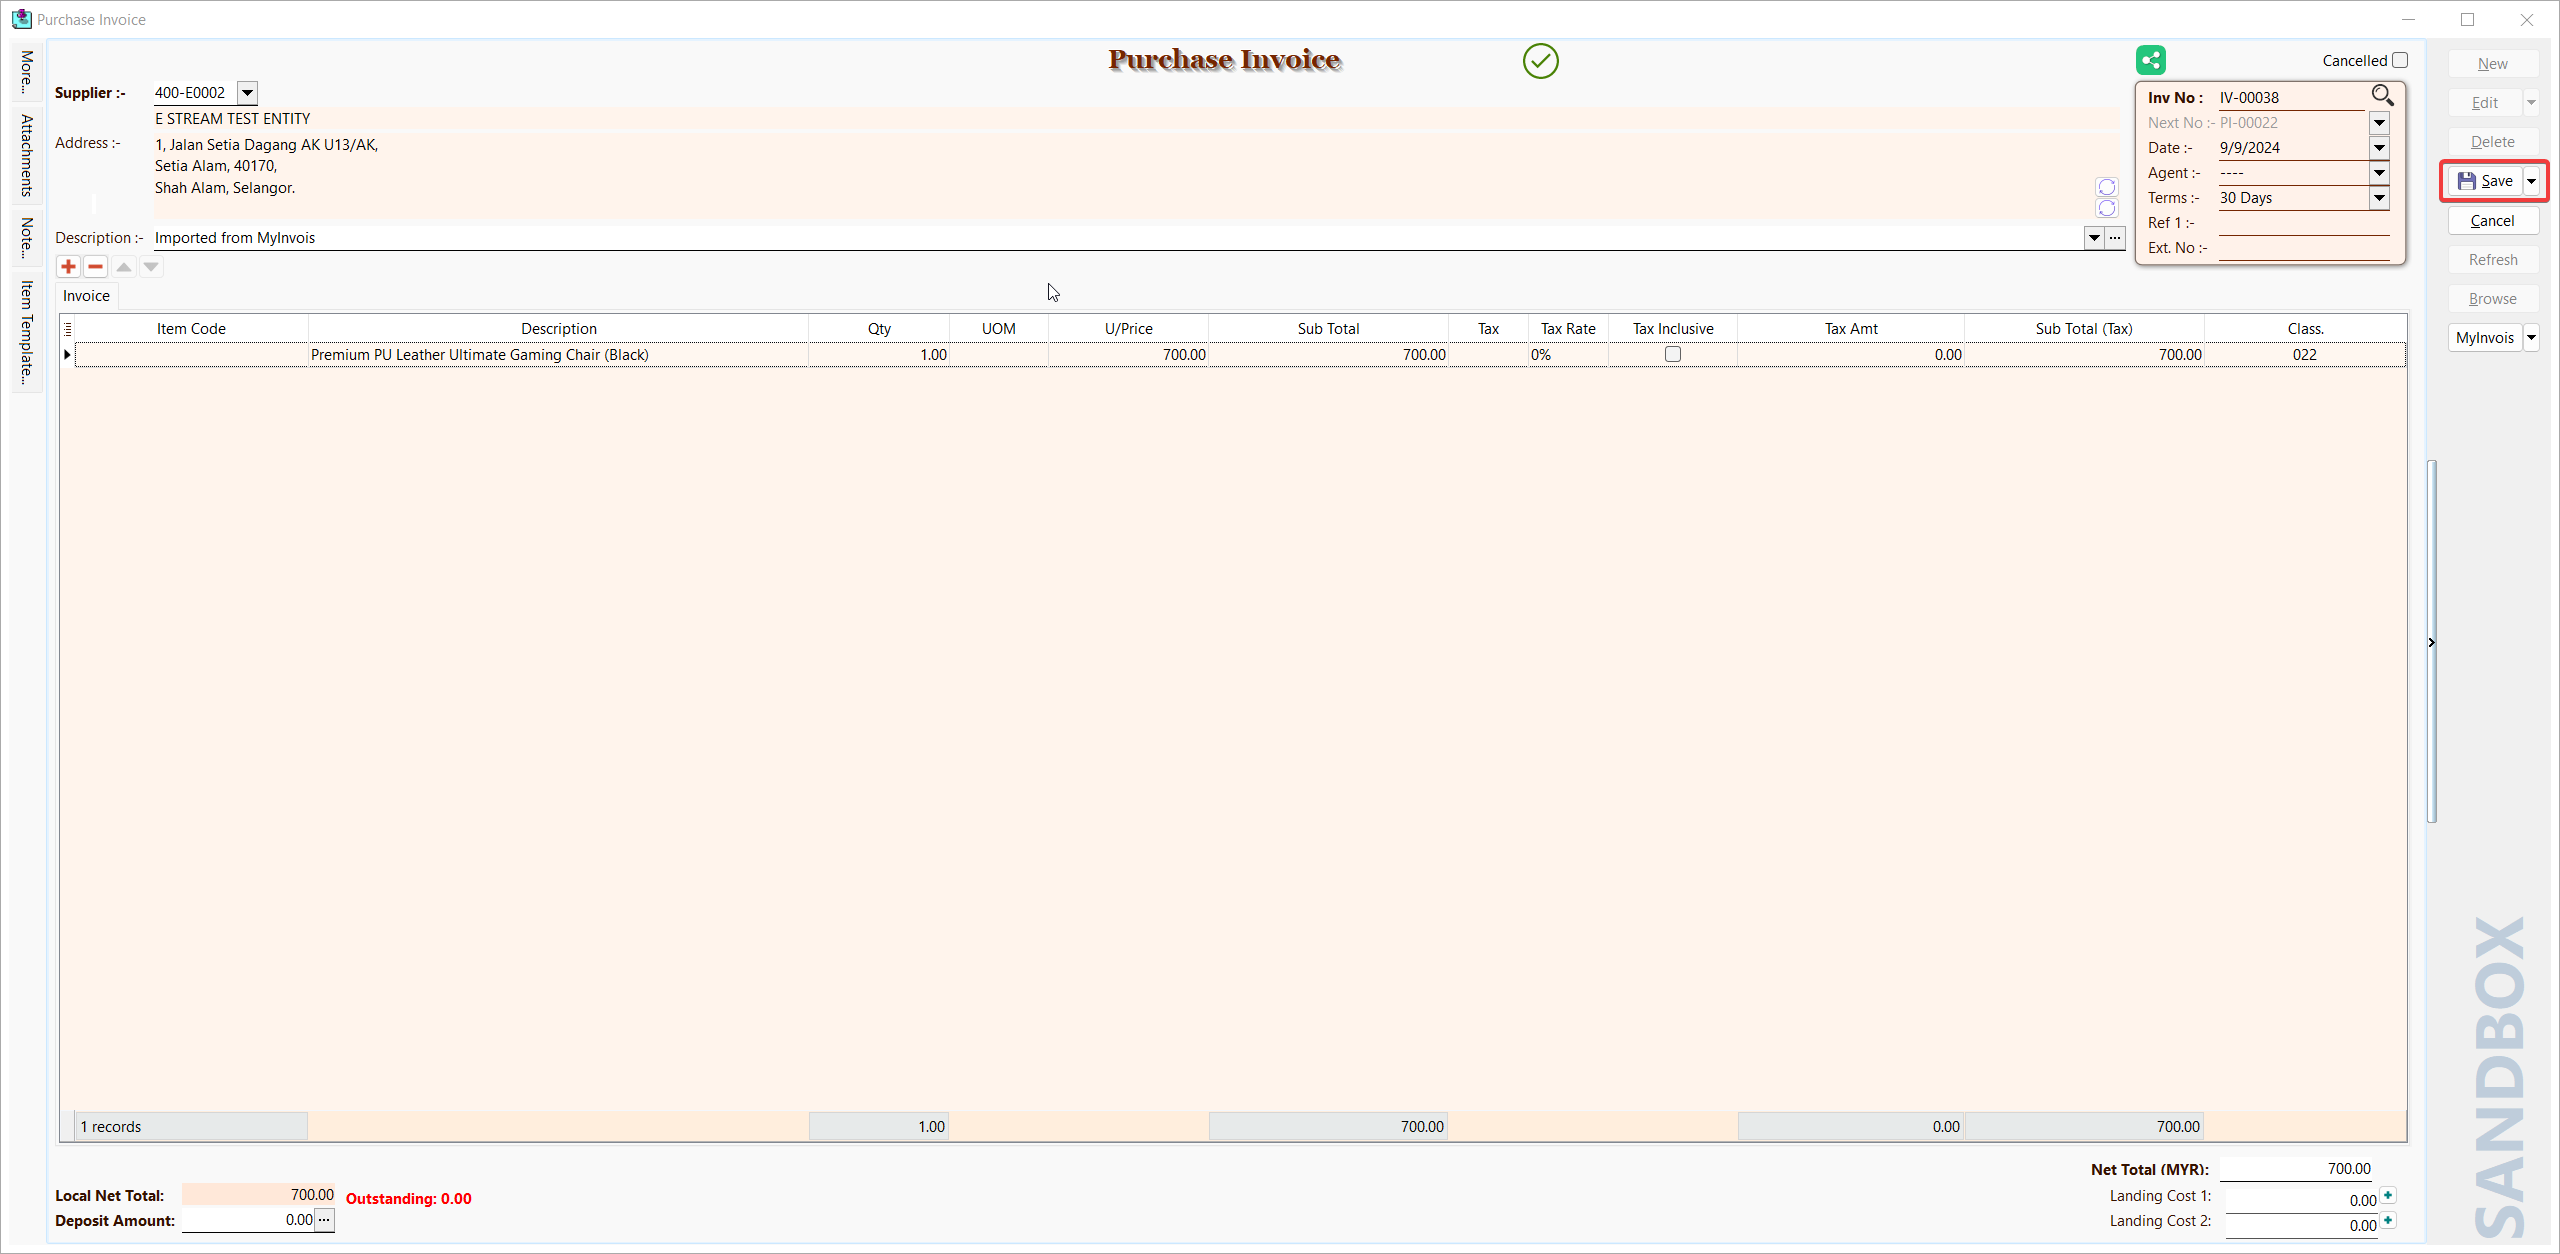 Purchase Invoice
More...
Attachments
Note...
Item Template...
Purchase Invoice
Cancelled
Supplier :- 400-E0002
E STREAM TEST ENTITY
Address :- 1, Jalan Setia Dagang AK U13/AK,
Setia Alam, 40170,
Shah Alam, Selangor.
Description :- Imported from MyInvois
Inv No : IV-00038
Next No :- PI-00022
Date :- 9/9/2024
Agent :- ----
Terms :- 30 Days
Ref 1 :-
Ext. No :-
New
Edit
Delete
Save
Cancel
Refresh
Browse
MyInvois
Invoice
Item Code Description Qty UOM U/Price Sub Total Tax Tax Rate Tax Inclusive Tax Amt Sub Total (Tax) Class.
Premium PU Leather Ultimate Gaming Chair (Black) 1.00 700.00 700.00 0% 0.00 700.00 022
1 records 1.00 700.00 0.00 700.00
Local Net Total: 700.00 Outstanding: 0.00
Deposit Amount: 0.00 ...
Net Total (MYR): 700.00
Landing Cost 1: 0.00
Landing Cost 2: 0.00
SANDBOX